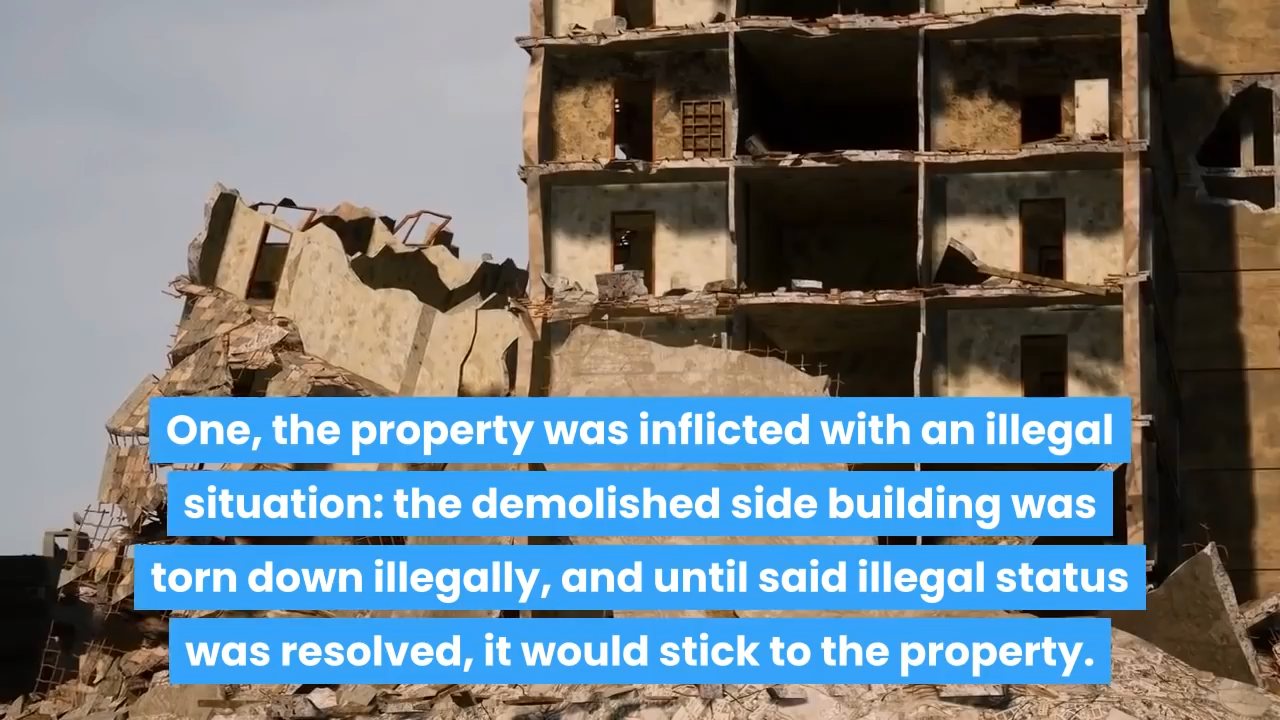 One, the property was inflicted with an illegal
situation: the demolished side building was
torn down illegally, and until said illegal status
was resolved, it would stick to the property.